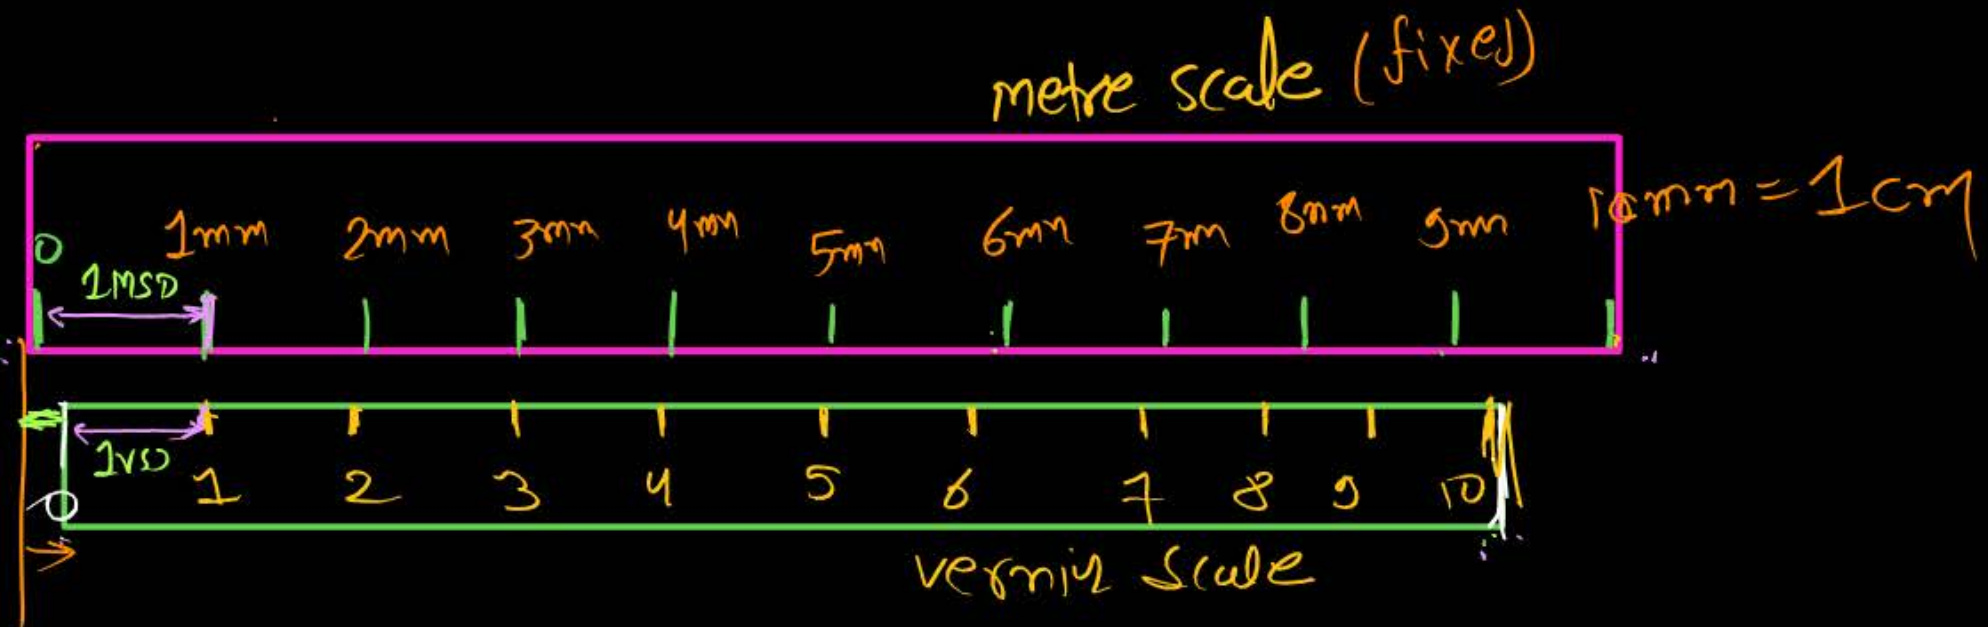 metre scale (fixed)
0 1mm 2mm 3mm 4mm 5mm 6mm 7mm 8mm 9mm 10mm = 1cm
1MSD
1VSD
0 1 2 3 4 5 6 7 8 9 10
vernir Scale